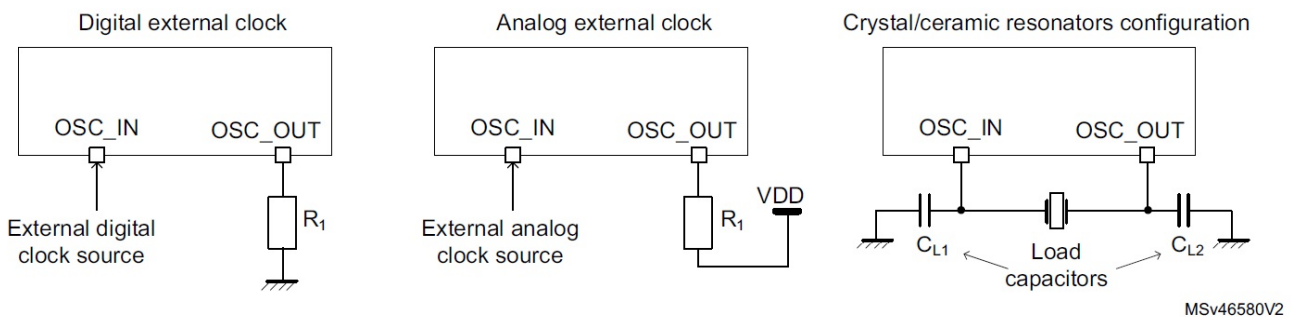 Digital external clock
OSC_IN
OSC_OUT
R1
External digital
clock source
Analog external clock
OSC_IN
OSC_OUT
VDD
R1
External analog
clock source
Crystal/ceramic resonators configuration
OSC_IN
OSC_OUT
CL1
Load
capacitors
CL2
MSv46580V2